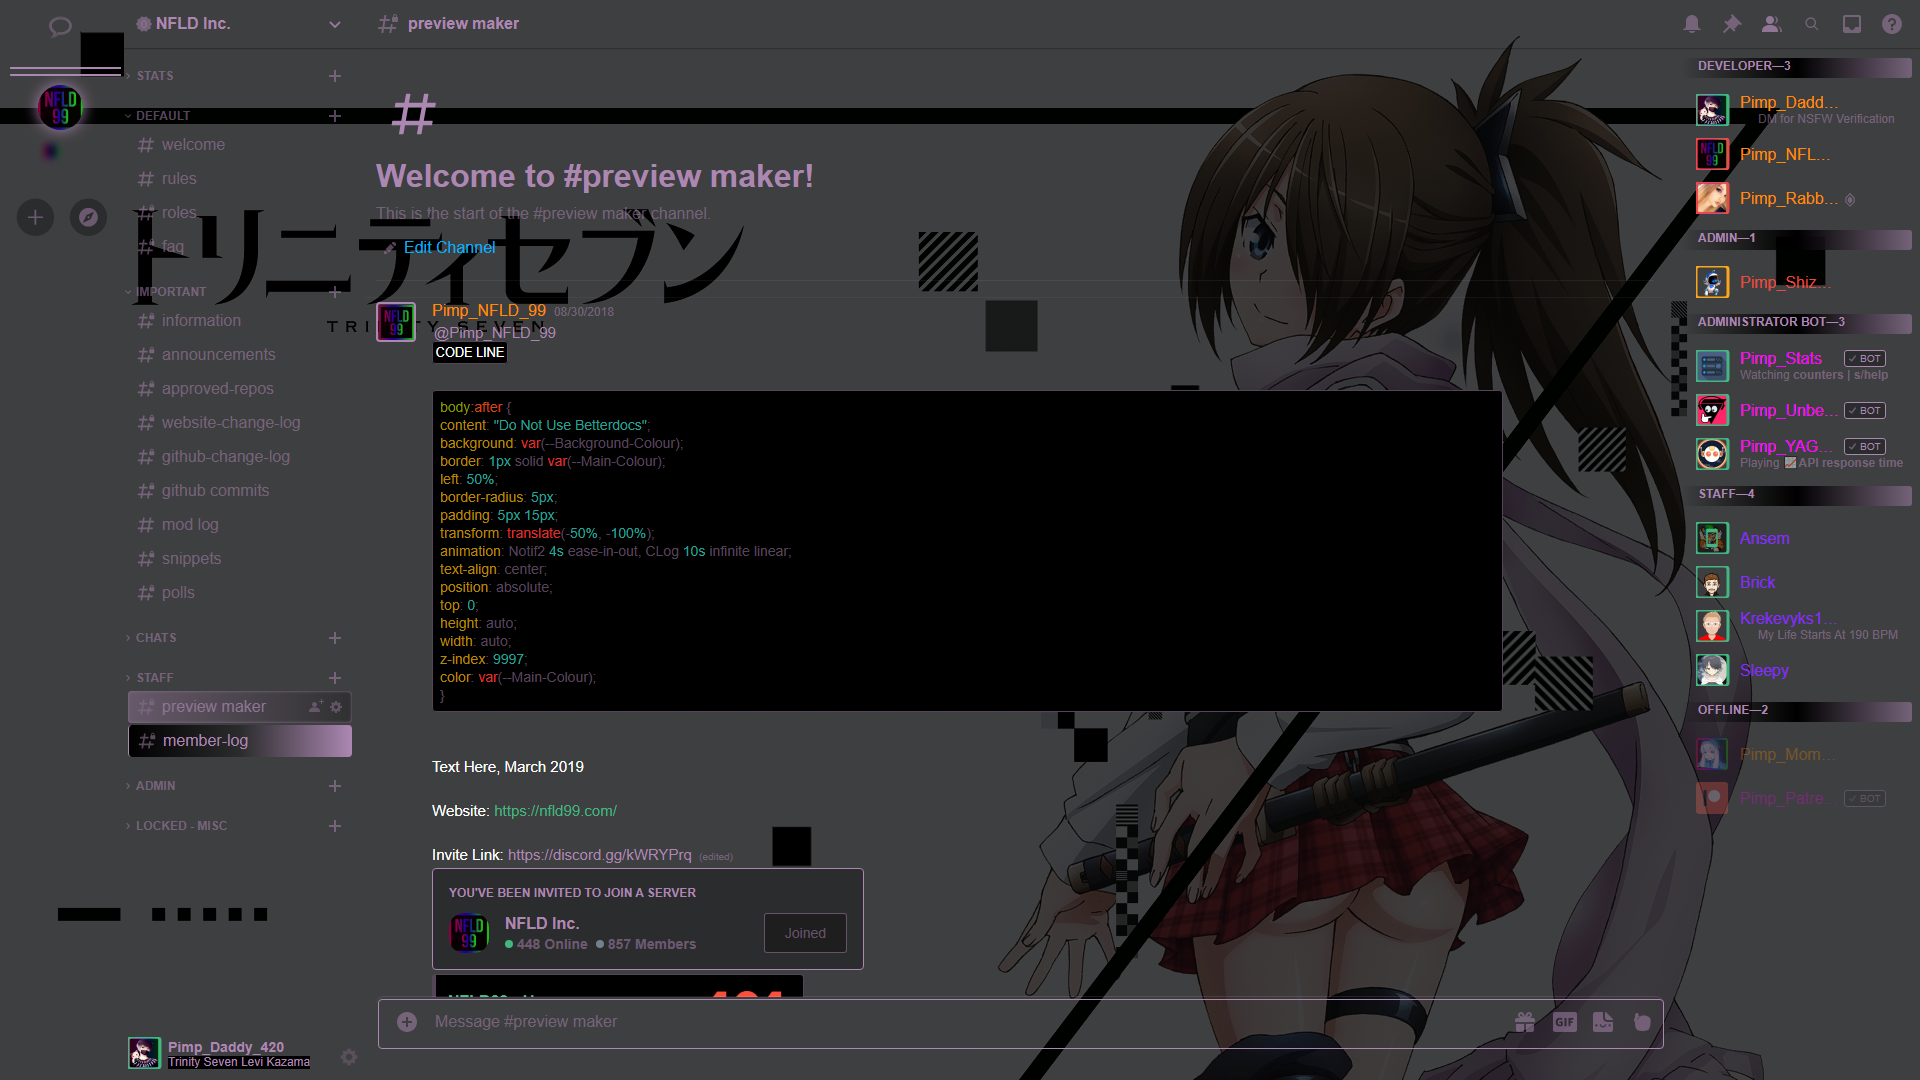 NFLD Inc.
STATS
DEFAULT
welcome
rules
roles
faq
IMPORTANT
information
announcements
approved-repos
website-change-log
github-change-log
github commits
mod log
snippets
polls
CHATS
STAFF
preview maker
member-log
ADMIN
LOCKED - MISC
Pimp_Daddy_420
Trinity Seven Levi Kazama
NFLD
99
preview maker
Welcome to #preview maker!
This is the start of the #preview maker channel.
Edit Channel
トリニティセブン
TRINITY SEVEN
NFLD
99
Pimp_NFLD_99 08/30/2018
@Pimp_NFLD_99
CODE LINE
body:after {
content: "Do Not Use Betterdocs";
background: var(--Background-Colour);
border: 1px solid var(--Main-Colour);
left: 50%;
border-radius: 5px;
padding: 5px 15px;
transform: translate(-50%, -100%);
animation: Notif2 4s ease-in-out, CLog 10s infinite linear;
text-align: center;
position: absolute;
top: 0;
height: auto;
width: auto;
z-index: 9997;
color: var(--Main-Colour);
}
Text Here, March 2019
Website: https://nfld99.com/
Invite Link: https://discord.gg/kWRYPrq (edited)
YOU'VE BEEN INVITED TO JOIN A SERVER
NFLD
99
NFLD Inc.
448 Online 857 Members
Joined
Message #preview maker
GIF
DEVELOPER—3
Pimp_Dadd...
DM for NSFW Verification
NFLD
99
Pimp_NFL...
Pimp_Rabb...
ADMIN—1
Pimp_Shiz...
ADMINISTRATOR BOT—3
Pimp_Stats ✓ BOT
Watching counters | s/help
Pimp_Unbe... ✓ BOT
Pimp_YAG... ✓ BOT
Playing API response time
STAFF—4
Ansem
Brick
Krekevyks1...
My Life Starts At 190 BPM
Sleepy
OFFLINE—2
Pimp_Mom...
Pimp_Patre... ✓ BOT